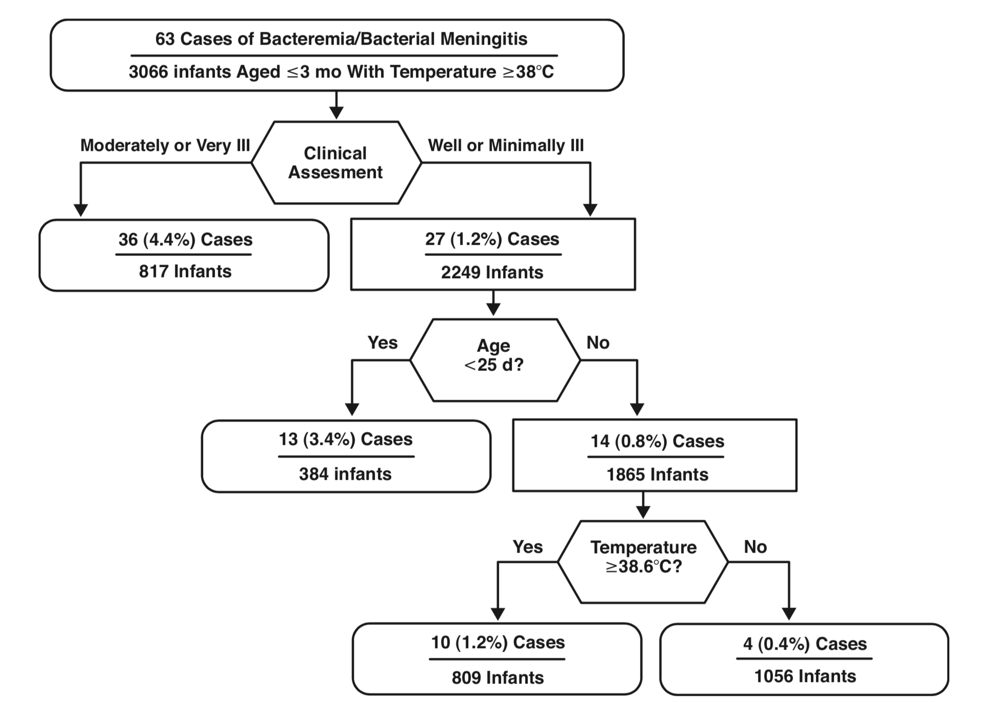 63 Cases of Bacteremia/Bacterial Meningitis
3066 infants Aged ≤3 mo With Temperature ≥38°C
Moderately or Very Ill
Clinical
Assesment
Well or Minimally Ill
36 (4.4%) Cases
817 Infants
27 (1.2%) Cases
2249 Infants
Yes
Age
<25 d?
No
13 (3.4%) Cases
384 infants
14 (0.8%) Cases
1865 Infants
Yes
Temperature
≥38.6°C?
No
10 (1.2%) Cases
809 Infants
4 (0.4%) Cases
1056 Infants